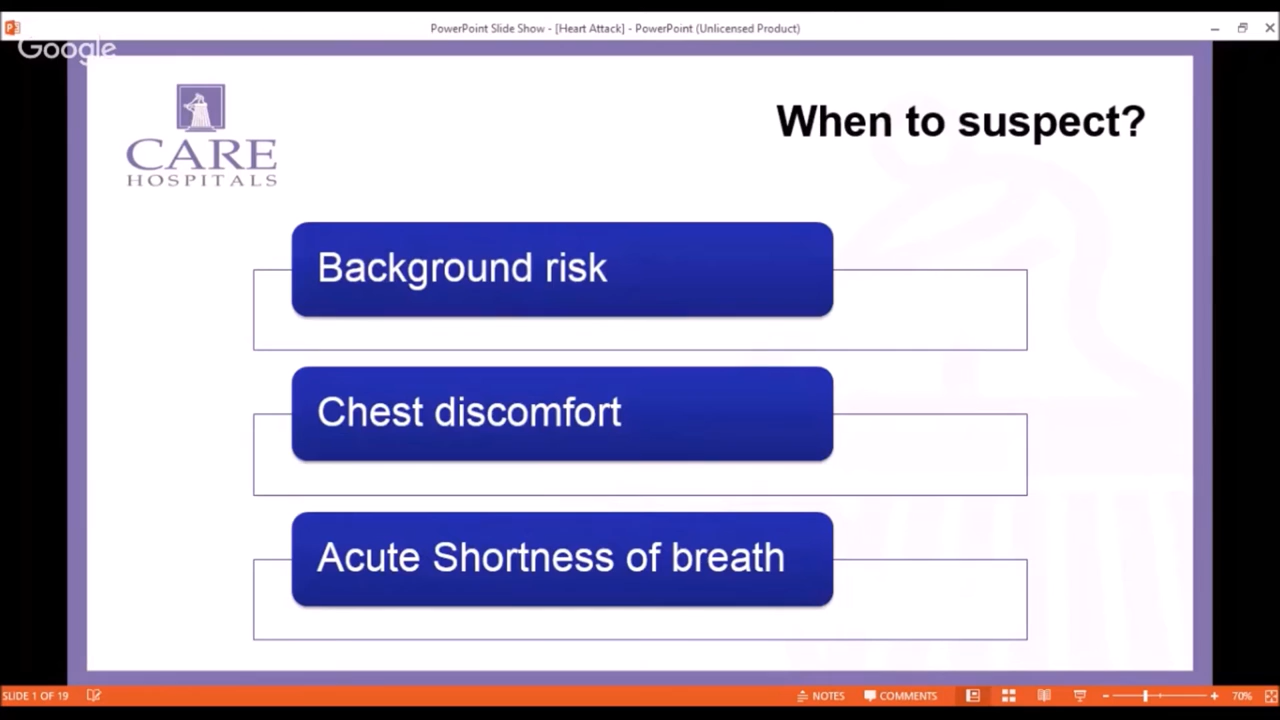 PowerPoint Slide Show - [Heart Attack] - PowerPoint (Unlicensed Product)
Google
CARE
HOSPITALS
When to suspect?
Background risk
Chest discomfort
Acute Shortness of breath
SLIDE 1 OF 19
NOTES
COMMENTS
70%